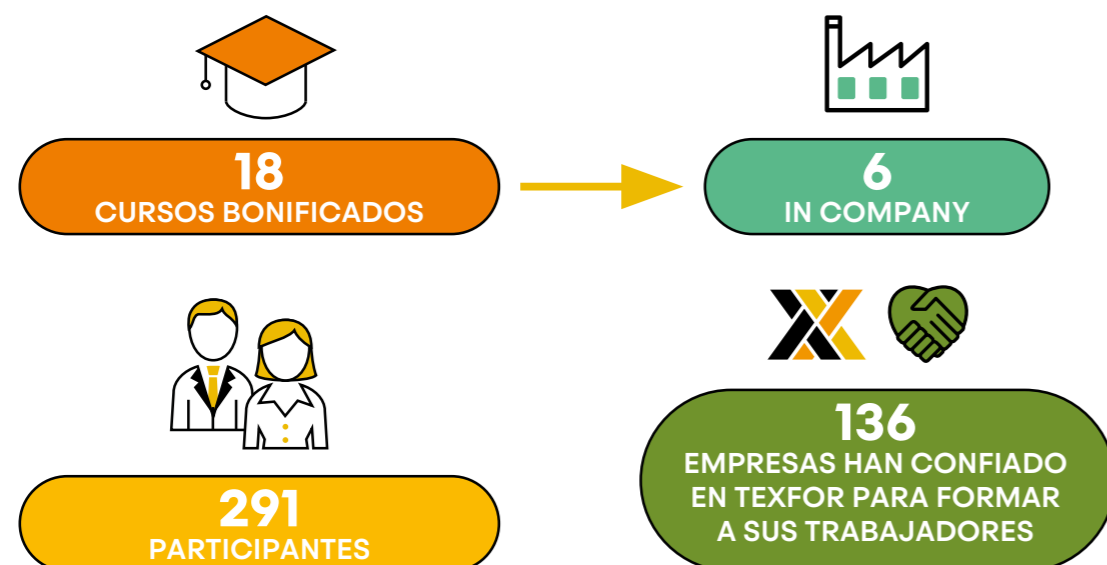 18
CURSOS BONIFICADOS
6
IN COMPANY
291
PARTICIPANTES
136
EMPRESAS HAN CONFIADO
EN TEXFOR PARA FORMAR
A SUS TRABAJADORES